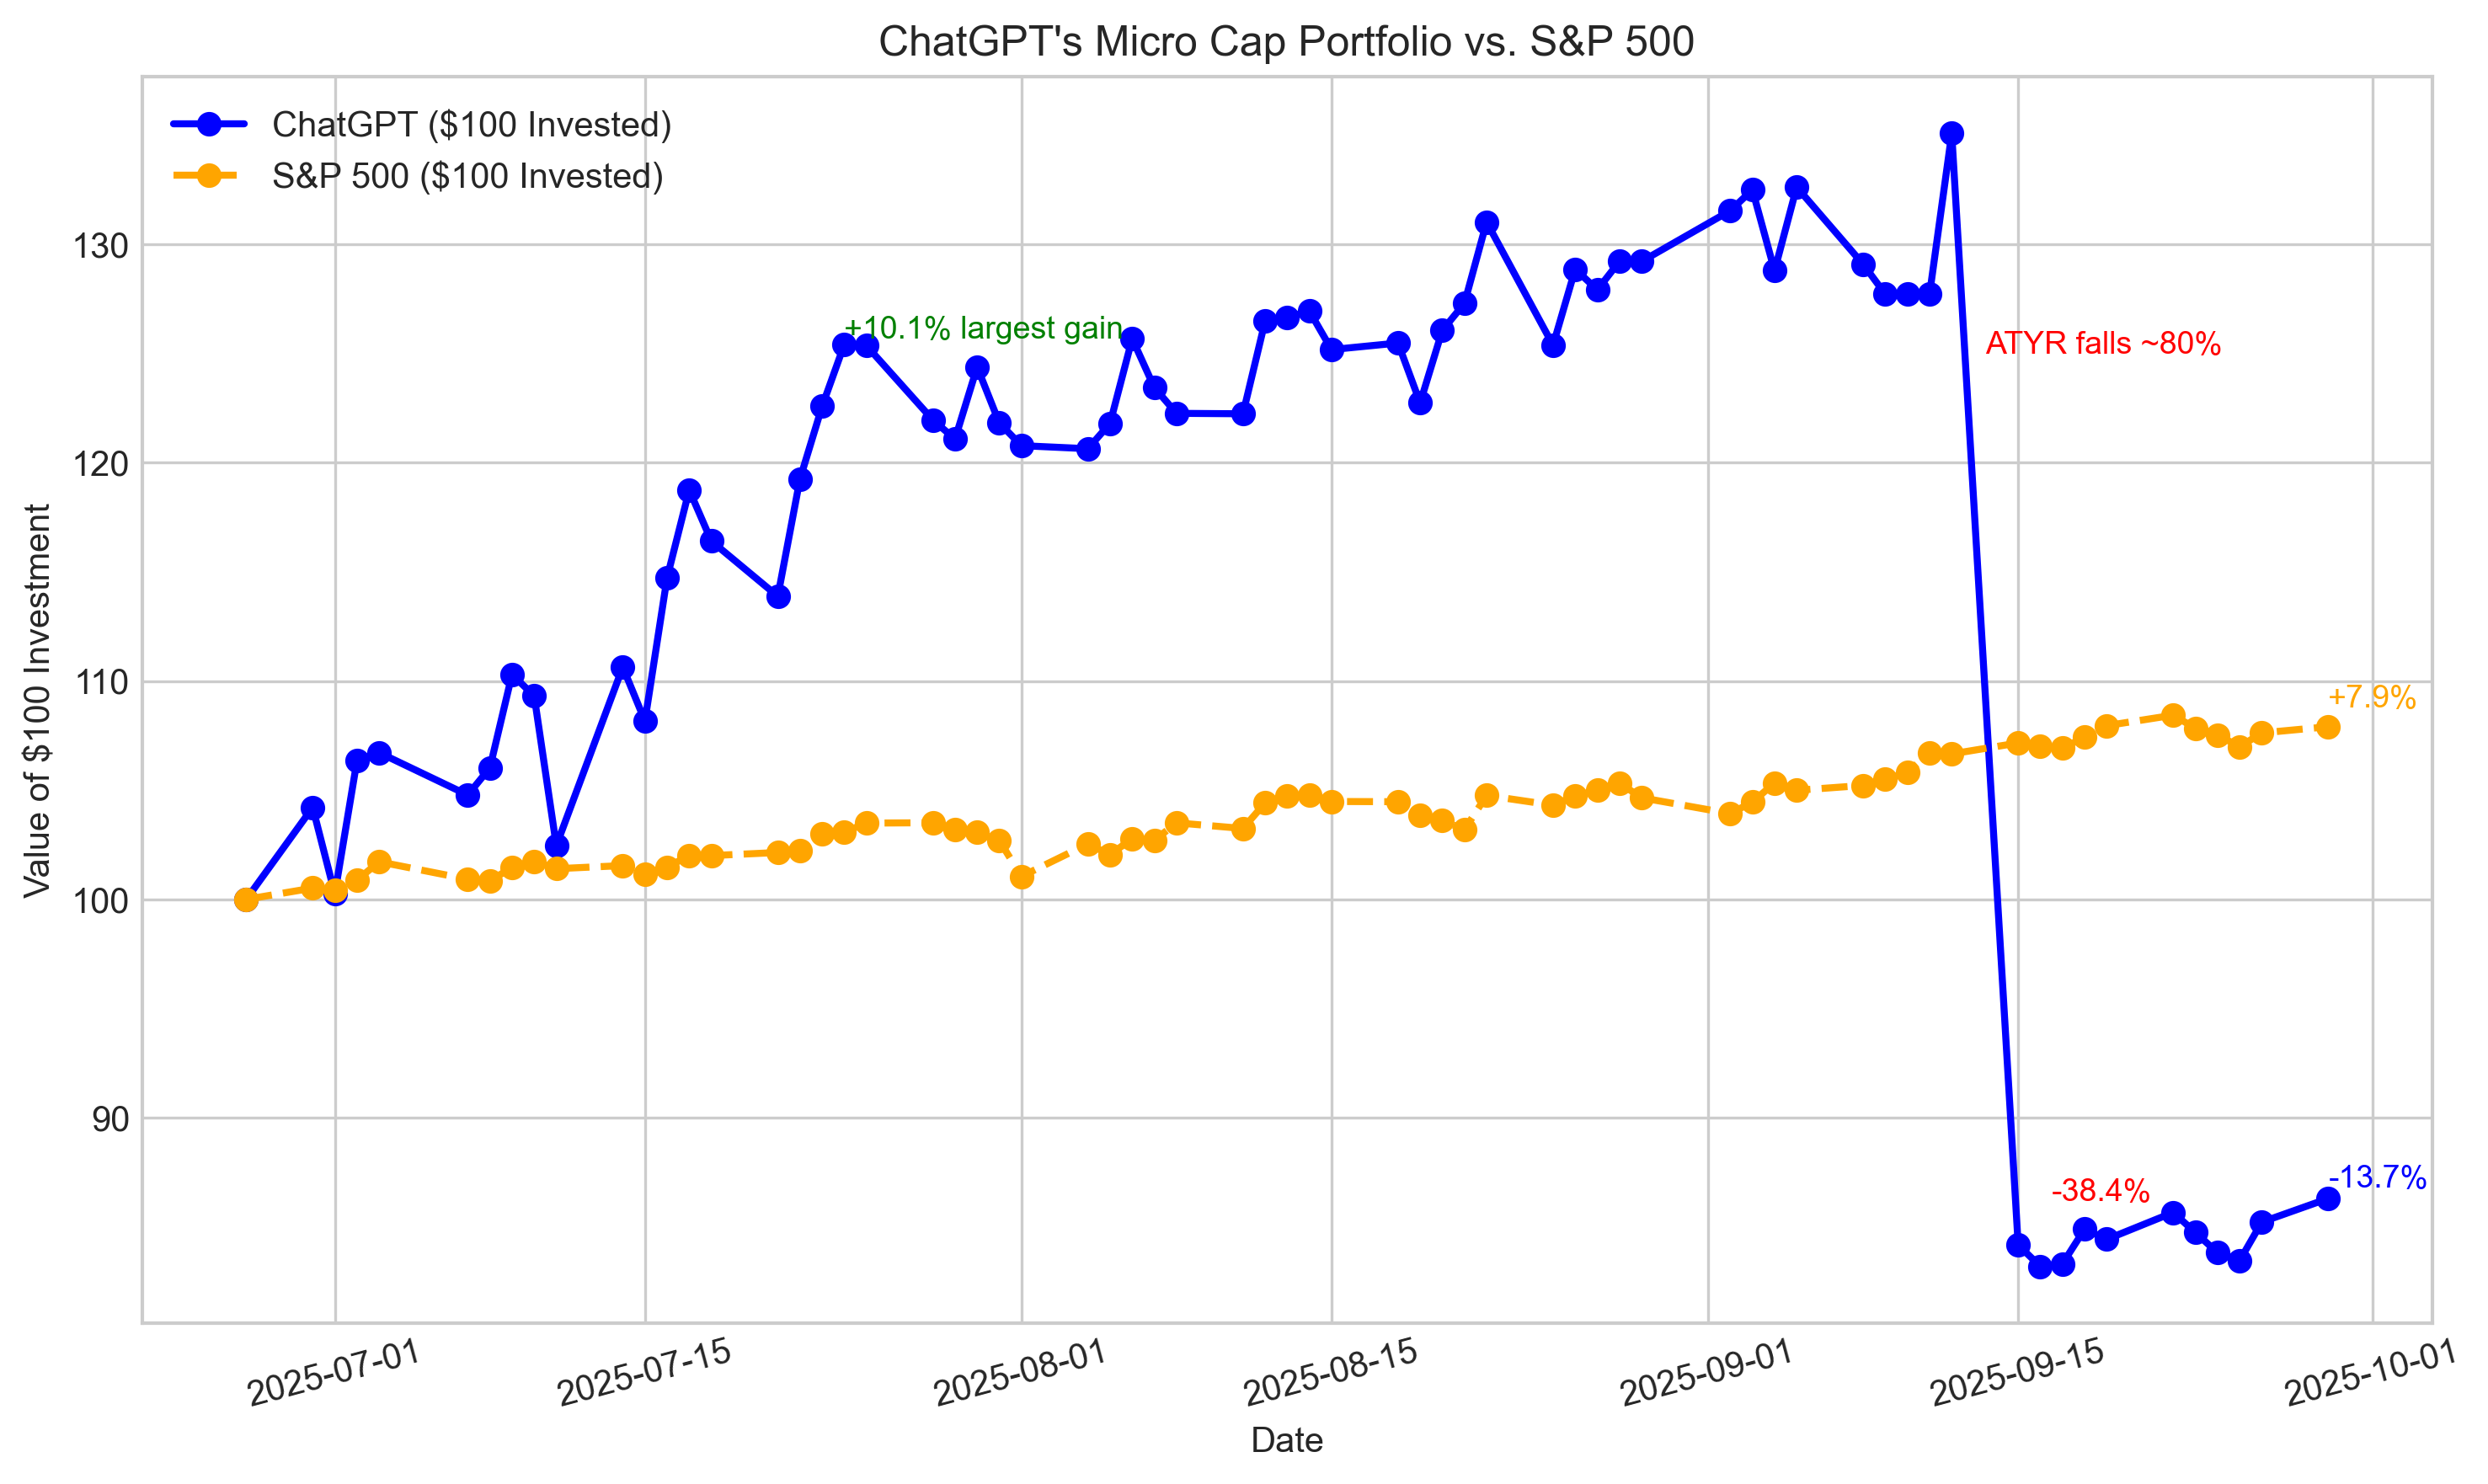 ChatGPT's Micro Cap Portfolio vs. S&P 500
ChatGPT ($100 Invested)
S&P 500 ($100 Invested)
Value of $100 Investment
130
120
110
100
90
+10.1% largest gain
ATYR falls ~80%
+7.9%
-38.4%
-13.7%
2025-07-01
2025-07-15
2025-08-01
2025-08-15
2025-09-01
2025-09-15
2025-10-01
Date